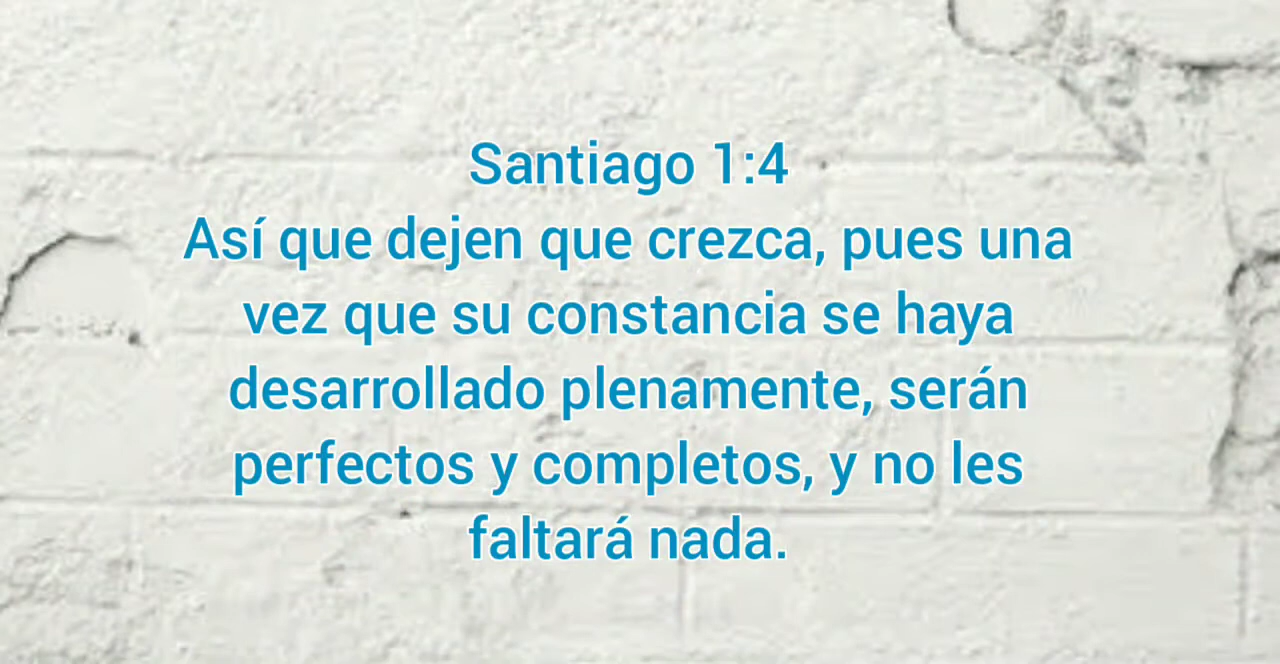 Santiago 1:4
Así que dejen que crezca, pues una
vez que su constancia se haya
desarrollado plenamente, serán
perfectos y completos, y no les
faltará nada.